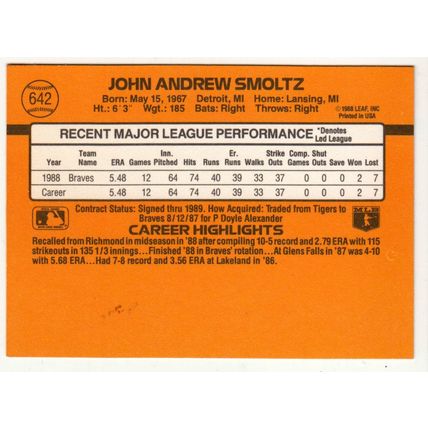 642
JOHN ANDREW SMOLTZ
Born: May 15, 1967 Detroit, MI Home: Lansing, MI
Ht.: 6'3" Wgt.: 185 Bats: Right Throws: Right
© 1988 LEAF, INC
Printed in USA
RECENT MAJOR LEAGUE PERFORMANCE *Denotes Led League
Year Team Name ERA Games Inn. Pitched Hits Runs Er. Runs Walks Strike Outs Comp. Games Shut Outs Save Won Lost
1988 Braves 5.48 12 64 74 40 39 33 37 0 0 0 2 7
Career 5.48 12 64 74 40 39 33 37 0 0 0 2 7
Contract Status: Signed thru 1989. How Acquired: Traded from Tigers to
Braves 8/12/87 for P Doyle Alexander
MLB
CAREER HIGHLIGHTS
Recalled from Richmond in midseason in '88 after compiling 10-5 record and 2.79 ERA with 115
strikeouts in 135 1/3 innings...Finished '88 in Braves' rotation...At Glens Falls in '87 was 4-10
with 5.68 ERA...Had 7-8 record and 3.56 ERA at Lakeland in '86.